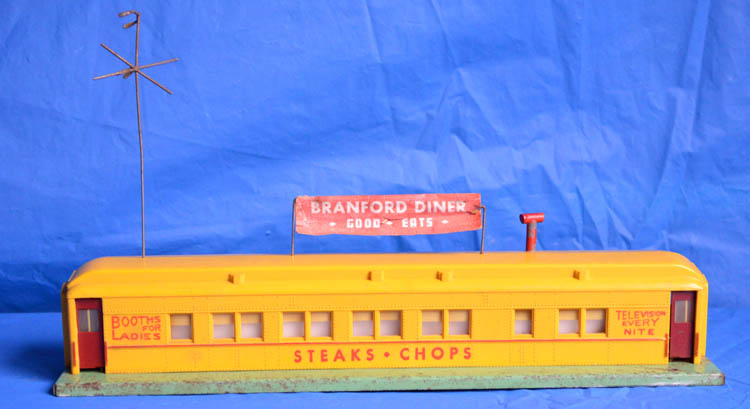 BRANFORD DINER
GOOD EATS
BOOTHS
FOR
LADIES
TELEVISION
EVERY
NITE
STEAKS • CHOPS